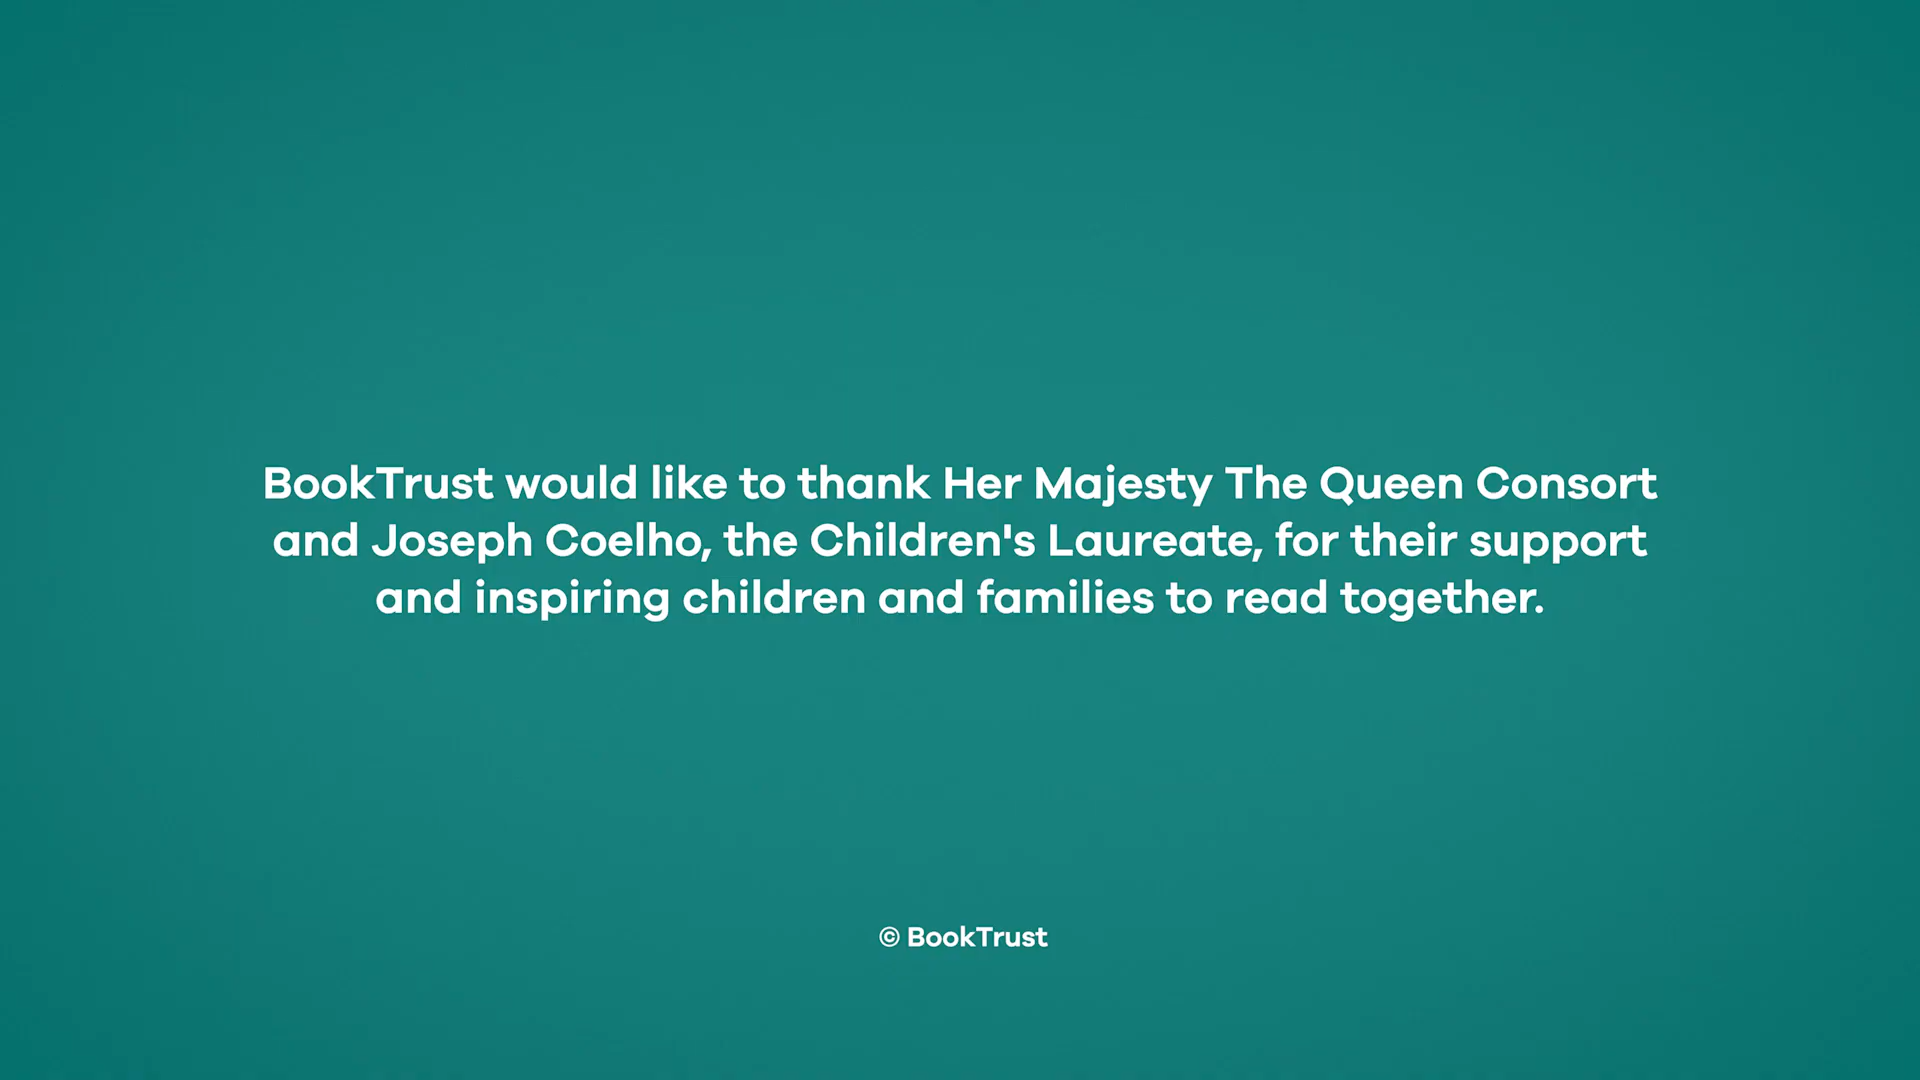 BookTrust would like to thank Her Majesty The Queen Consort
and Joseph Coelho, the Children's Laureate, for their support
and inspiring children and families to read together.
© BookTrust